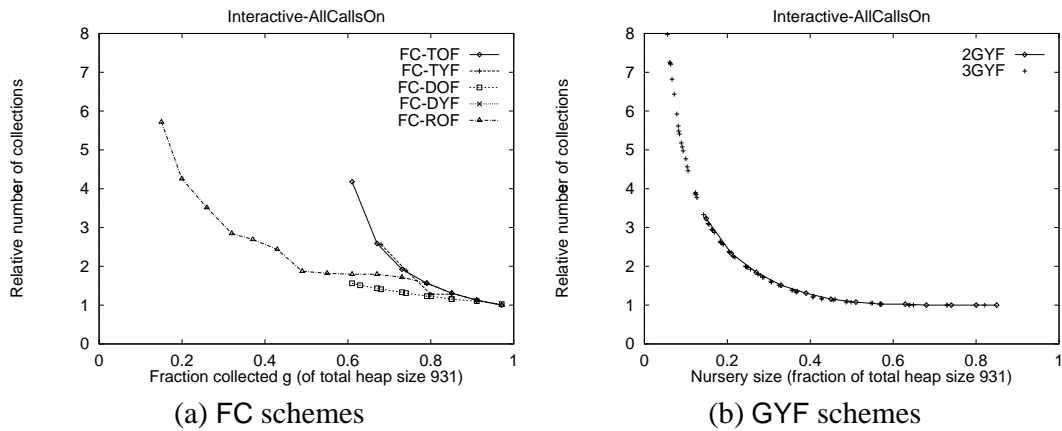 Interactive-AllCallsOn
8
7
6
5
4
3
2
1
0
Relative number of collections
FC-TOF
FC-TYF
FC-DOF
FC-DYF
FC-ROF
0 0.2 0.4 0.6 0.8 1
Fraction collected g (of total heap size 931)
(a) FC schemes
Interactive-AllCallsOn
8
7
6
5
4
3
2
1
0
Relative number of collections
2GYF
3GYF
0 0.2 0.4 0.6 0.8 1
Nursery size (fraction of total heap size 931)
(b) GYF schemes